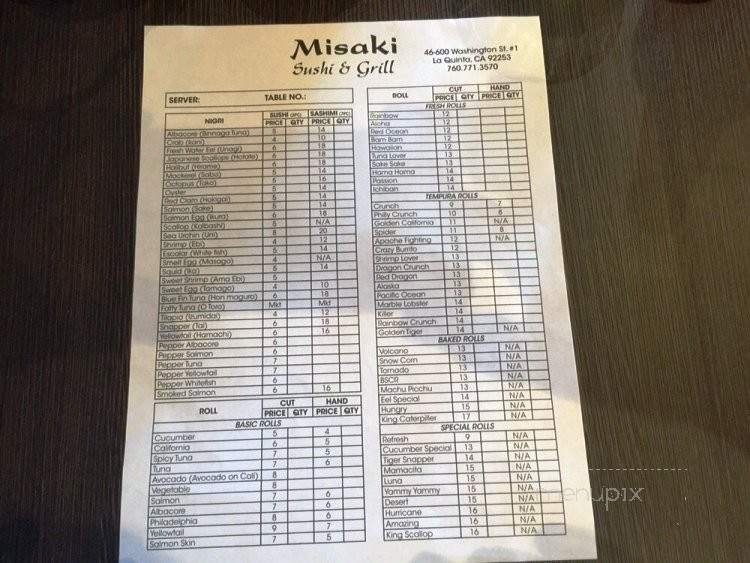 Misaki
Sushi & Grill
46-600 Washington St. #1
La Quinta, CA 92253
760.771.3570
SERVER: TABLE NO.:
NIGRI SUSHI (2PC) SASHIMI (7PC)
PRICE QTY PRICE QTY
Albacore (Binnaga Tuna) 5 14
Crab (kani) 4 10
Fresh Water Eel (Unagi) 6 18
Japanese Scallops (Hotate) 6 18
Halibut (Hirame) 6 18
Mackerel (Saba) 5 14
Octopus (Tako) 5 16
Oyster 5 14
Red Clam (Hokigai) 5 14
Salmon (Sake) 5 14
Salmon Egg (Ikura) 6 18
Scallop (Kaibashi) 5 N/A
Sea Urchin (Uni) 8 20
Shrimp (Ebi) 4 12
Escolar (White fish) 5 14
Smelt Egg (Masago) 4 N/A
Squid (Ika) 5 14
Sweet Shrimp (Ama Ebi) 5
Sweet Egg (Tamago) 4 10
Blue Fin Tuna (Hon maguro) 6 18
Fatty Tuna (O Toro) Mkt Mkt
Tilapia (Izumidai) 4 12
Snapper (Tai) 6 18
Yellowtail (Hamachi) 6 16
Pepper Albacore 6
Pepper Salmon 6
Pepper Tuna 7
Pepper Yellowtail 7
Pepper Whitefish 6
Smoked Salmon 6 16
ROLL CUT HAND
PRICE QTY PRICE QTY
BASIC ROLLS
Cucumber 5 4
California 6 5
Spicy Tuna 7 5
Tuna 7 6
Avocado (Avocado on Cali) 8
Vegetable 8
Salmon 7 6
Albacore 7 6
Philadelphia 8 6
Yellowtail 9 7
Salmon Skin 7 5
ROLL CUT HAND
PRICE QTY PRICE QTY
FRESH ROLLS
Rainbow 12
Aloha 12
Red Ocean 12
Bam Bam 12
Hawaiian 12
Tuna Lover 13
Sake Sake 13
Hama Hama 14
Passion 14
Ichiban 14
TEMPURA ROLLS
Crunch 9 7
Philly Crunch 10 8
Golden California 11 N/A
Spider 11 8
Apache Fighting 12 N/A
Crazy Burrito 12
Shrimp Lover 13
Dragon Crunch 13
Red Dragon 13
Alaska 13
Pacific Ocean 13
Marble Lobster 14
Killer 14
Rainbow Crunch 14
Golden Tiger 14 N/A
BAKED ROLLS
Volcano 13 N/A
Snow Corn 13 N/A
Tornado 13 N/A
BSCR 13 N/A
Machu Picchu 13 N/A
Eel Special 14 N/A
Hungry 15 N/A
King Caterpiller 17 N/A
SPECIAL ROLLS
Refresh 9 N/A
Cucumber Special 13 N/A
Tiger Snapper 14 N/A
Mamacita 15 N/A
Luna 15 N/A
Yammy Yammy 15 N/A
Desert 15 N/A
Hurricane 16 N/A
Amazing 16 N/A
King Scallop 16 N/A
menupix